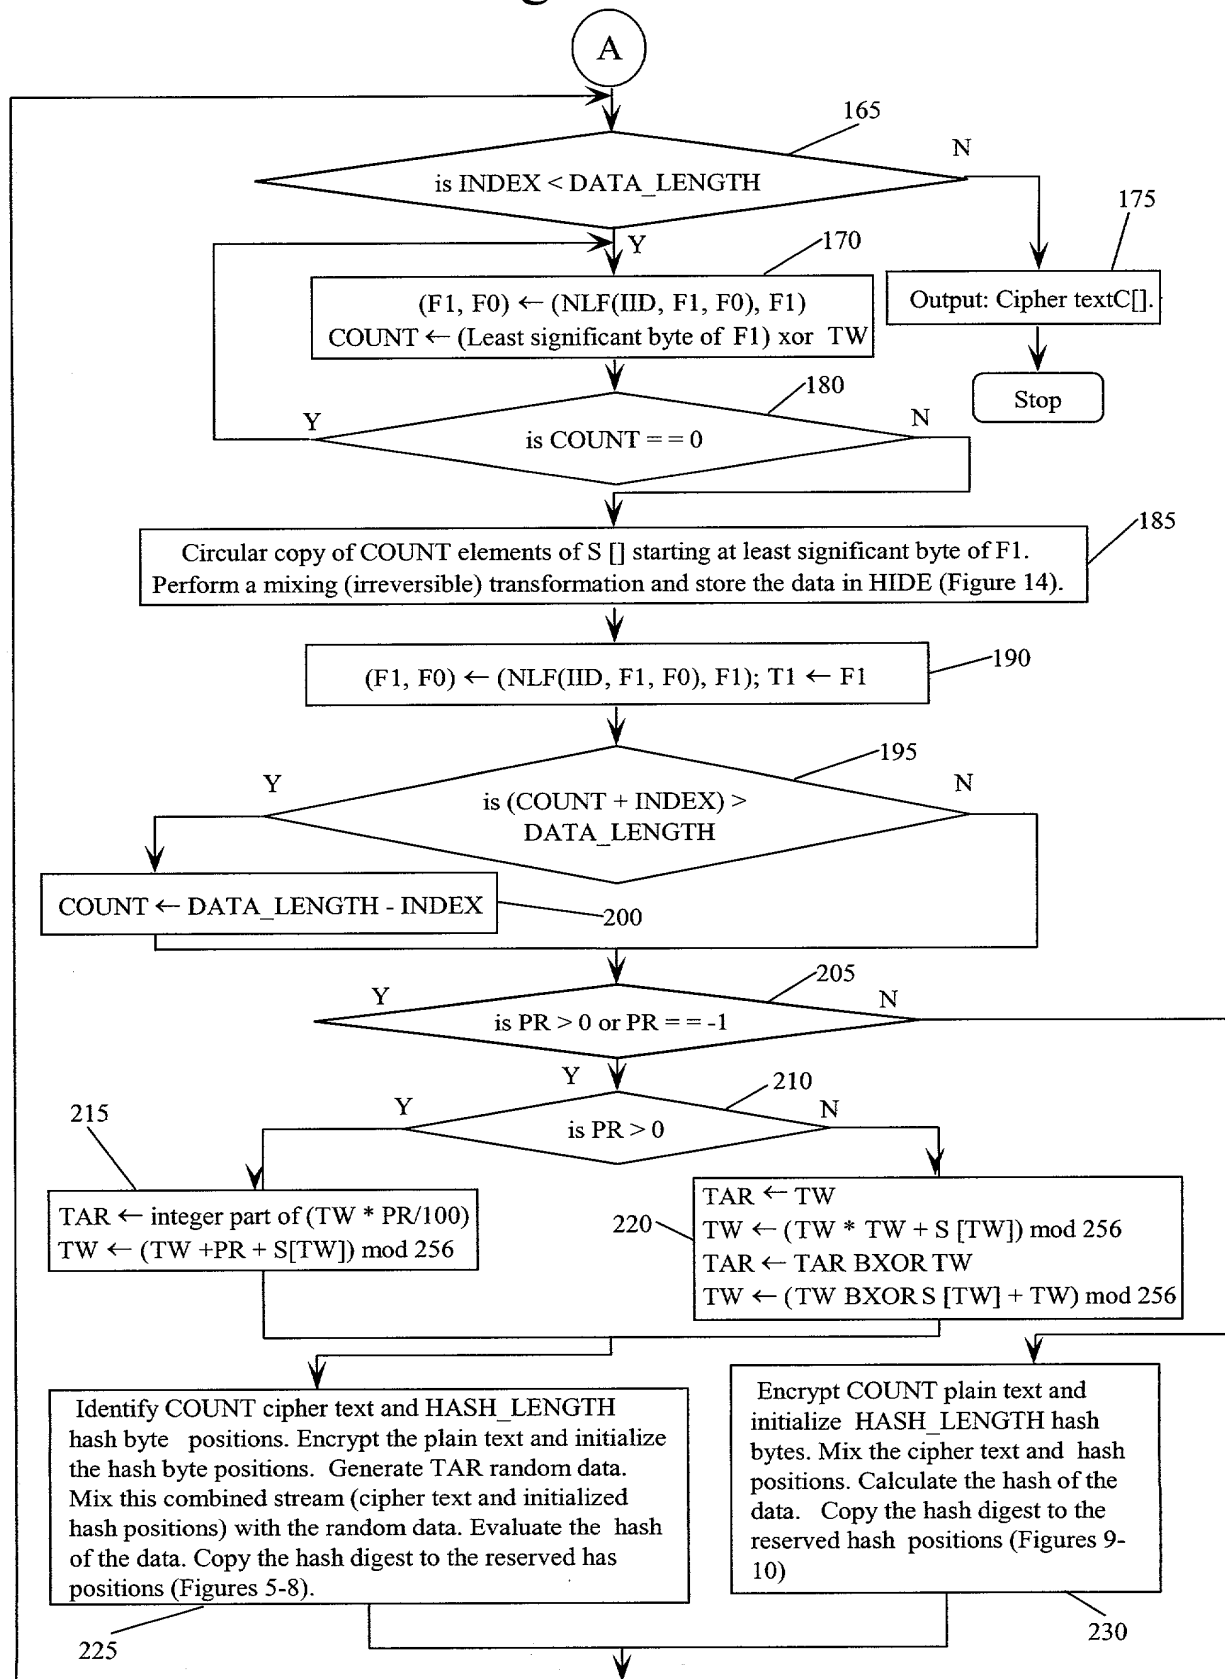 g
A
165
N
is INDEX < DATA_LENGTH
175
Y
170
(F1, F0) ← (NLF(IID, F1, F0), F1)
COUNT ← (Least significant byte of F1) xor TW
Output: Cipher textC[].
180
Stop
Y
N
is COUNT = = 0
185
Circular copy of COUNT elements of S [] starting at least significant byte of F1.
Perform a mixing (irreversible) transformation and store the data in HIDE (Figure 14).
190
(F1, F0) ← (NLF(IID, F1, F0), F1); T1 ← F1
195
Y
N
is (COUNT + INDEX) >
DATA_LENGTH
COUNT ← DATA_LENGTH - INDEX
200
205
Y
N
is PR > 0 or PR = = -1
Y
210
215
Y
N
is PR > 0
TAR ← integer part of (TW * PR/100)
TW ← (TW +PR + S[TW]) mod 256
220
TAR ← TW
TW ← (TW * TW + S [TW]) mod 256
TAR ← TAR BXOR TW
TW ← (TW BXOR S [TW] + TW) mod 256
Identify COUNT cipher text and HASH_LENGTH
hash byte positions. Encrypt the plain text and initialize
the hash byte positions. Generate TAR random data.
Mix this combined stream (cipher text and initialized
hash positions) with the random data. Evaluate the hash
of the data. Copy the hash digest to the reserved has
positions (Figures 5-8).
Encrypt COUNT plain text and
initialize HASH_LENGTH hash
bytes. Mix the cipher text and hash
positions. Calculate the hash of the
data. Copy the hash digest to the
reserved hash positions (Figures 9-
10)
225
230